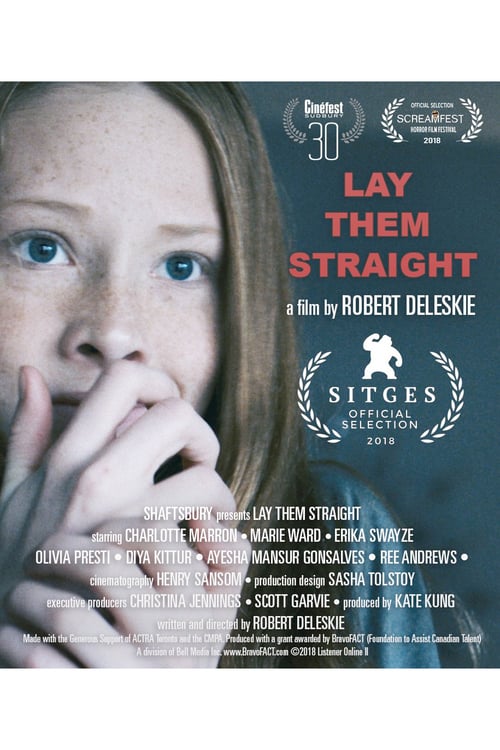 Cinéfest
SUDBURY
30
OFFICIAL SELECTION
SCREAMFEST
HORROR FILM FESTIVAL
2018
LAY
THEM
STRAIGHT
a film by ROBERT DELESKIE
SITGES
OFFICIAL
SELECTION
2018
SHAFTSBURY presents LAY THEM STRAIGHT
starring CHARLOTTE MARRON • MARIE WARD • ERIKA SWAYZE
OLIVIA PRESTI • DIYA KITTUR • AYESHA MANSUR GONSALVES • REE ANDREWS •
cinematography HENRY SANSOM • production design SASHA TOLSTOY
executive producers CHRISTINA JENNINGS • SCOTT GARVIE • produced by KATE KUNG
written and directed by ROBERT DELESKIE
Made with the Generous Support of ACTRA Toronto and the CMPA, Produced with a grant awarded by BravoFACT (Foundation to Assist Canadian Talent)
A division of Bell Media Inc. www.BravoFACT.com ©2018 Listener Online II